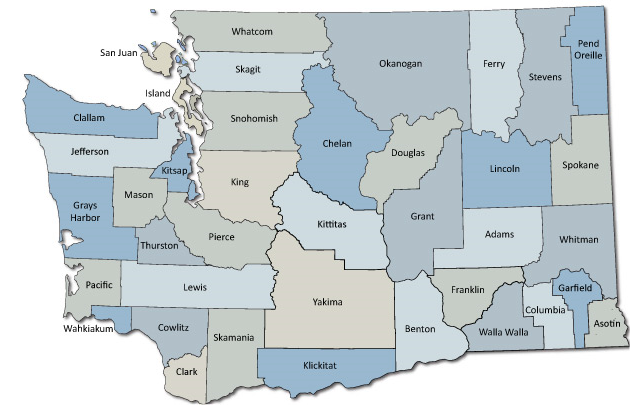 Whatcom
San Juan
Skagit
Island
Okanogan
Ferry
Stevens
Pend
Oreille
Clallam
Snohomish
Chelan
Douglas
Jefferson
Kitsap
King
Lincoln
Spokane
Grays
Harbor
Mason
Kittitas
Grant
Adams
Whitman
Thurston
Pierce
Pacific
Lewis
Yakima
Franklin
Garfield
Wahkiakum
Cowlitz
Skamania
Benton
Walla Walla
Columbia
Asotin
Clark
Klickitat